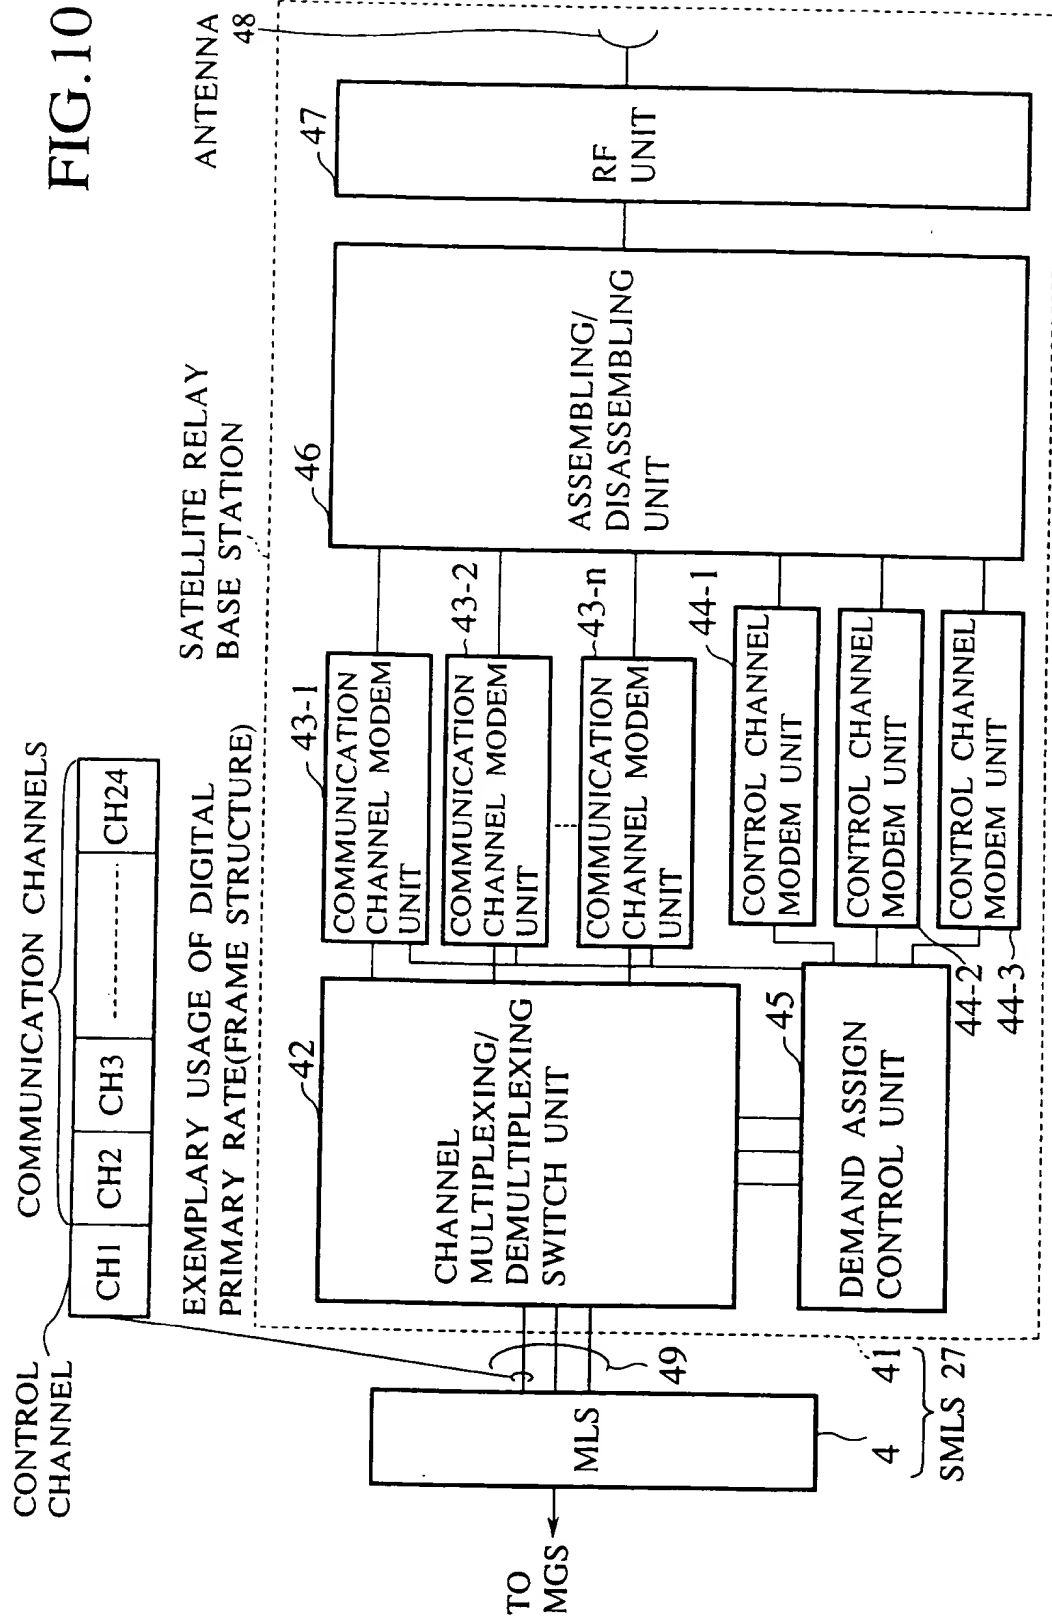 FIG.10
CONTROL
CHANNEL
COMMUNICATION CHANNELS
CH1
CH2
CH3
CH24
EXEMPLARY USAGE OF DIGITAL
PRIMARY RATE(FRAME STRUCTURE)
SATELLITE RELAY
BASE STATION
ANTENNA
48
TO
MGS
MLS
4
41
SMLS 27
49
42
CHANNEL
MULTIPLEXING/
DEMULTIPLEXING
SWITCH UNIT
43-1
COMMUNICATION
CHANNEL MODEM
UNIT
43-2
COMMUNICATION
CHANNEL MODEM
UNIT
43-n
COMMUNICATION
CHANNEL MODEM
UNIT
44-1
CONTROL CHANNEL
MODEM UNIT
CONTROL CHANNEL
MODEM UNIT
44-2
CONTROL CHANNEL
MODEM UNIT
44-3
45
DEMAND ASSIGN
CONTROL UNIT
46
ASSEMBLING/
DISASSEMBLING
UNIT
47
RF
UNIT